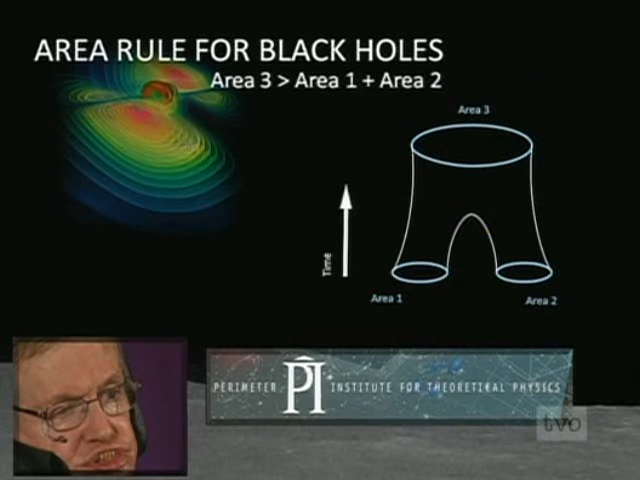 AREA RULE FOR BLACK HOLES
Area 3 > Area 1 + Area 2
Area 3
Time
Area 1
Area 2
PERIMETER PI INSTITUTE FOR THEORETICAL PHYSICS
tvo